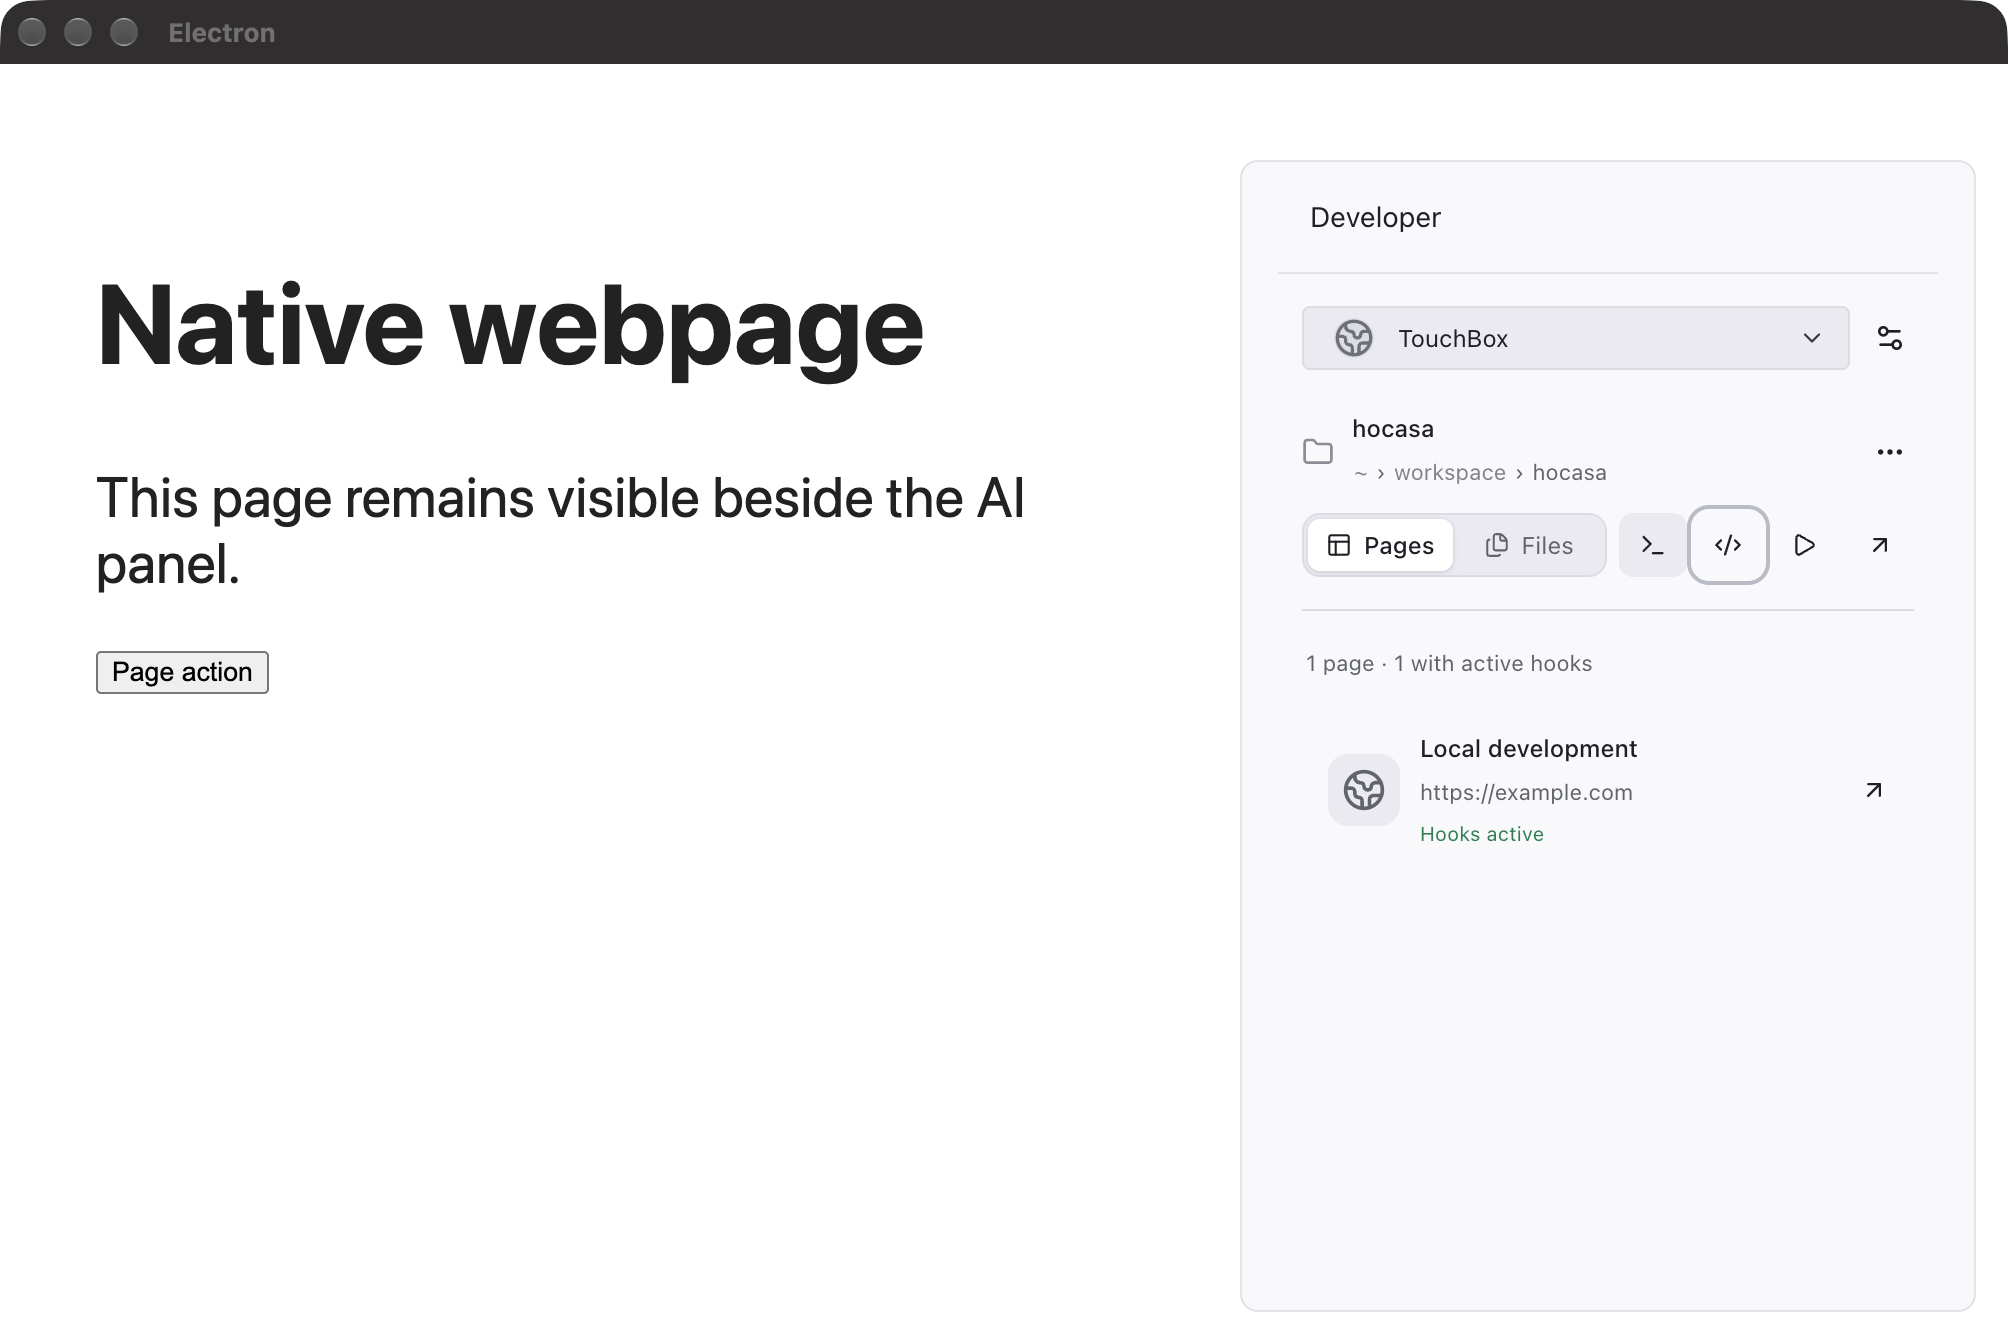 Electron
Native webpage
This page remains visible beside the AI
panel.
Page action
Developer
TouchBox
hocasa
~ › workspace › hocasa
Pages
Files
1 page · 1 with active hooks
Local development
https://example.com
Hooks active